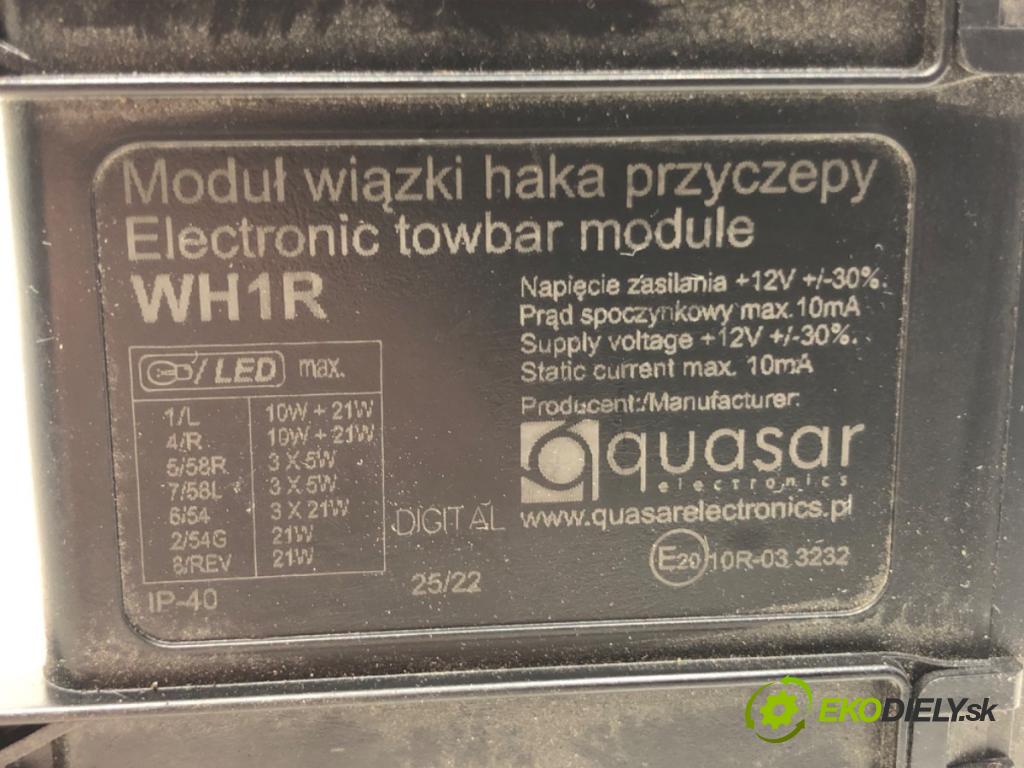 Moduł wiązki haka przyczepy
Electronic towbar module
WH1R
Napięcie zasilania +12V +/-30%.
Prąd spoczynkowy max. 10mA
Supply voltage +12V +/-30%.
Static current max. 10mA
Producent:/Manufacturer:
quasar
electronics
www.quasarelectronics.pl
E20 10R-03 3232
/ LED max.
1/L 10W + 21W
4/R 10W + 21W
5/58R 3 X 5W
7/58L 3 X 5W
6/54 3 X 21W
2/54G 21W
8/REV 21W
IP-40
DIGITAL
25/22
EKODIELY.sk